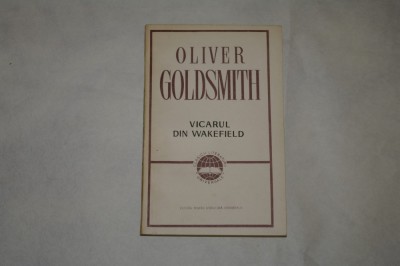 OLIVER
GOLDSMITH
VICARUL
DIN WAKEFIELD